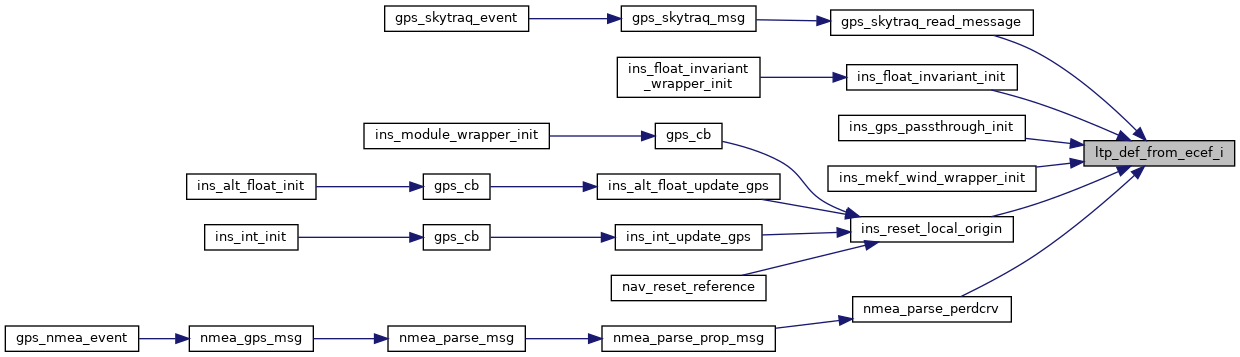 gps_skytraq_event
gps_skytraq_msg
gps_skytraq_read_message
ins_float_invariant
_wrapper_init
ins_float_invariant_init
ins_module_wrapper_init
gps_cb
ins_gps_passthrough_init
ltp_def_from_ecef_i
ins_mekf_wind_wrapper_init
ins_alt_float_init
gps_cb
ins_alt_float_update_gps
ins_reset_local_origin
ins_int_init
gps_cb
ins_int_update_gps
nav_reset_reference
nmea_parse_perdcrv
gps_nmea_event
nmea_gps_msg
nmea_parse_msg
nmea_parse_prop_msg